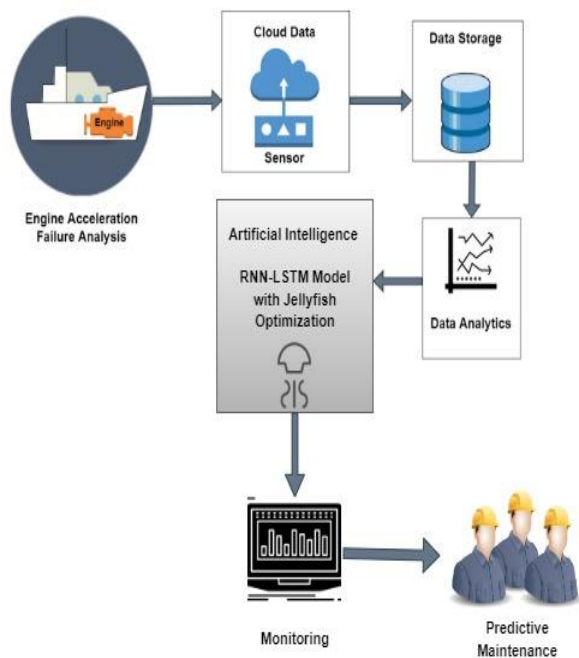 Engine
Engine Acceleration
Failure Analysis
Cloud Data
Sensor
Data Storage
Data Analytics
Artificial Intelligence
RNN-LSTM Model
with Jellyfish
Optimization
Monitoring
Predictive
Maintenance